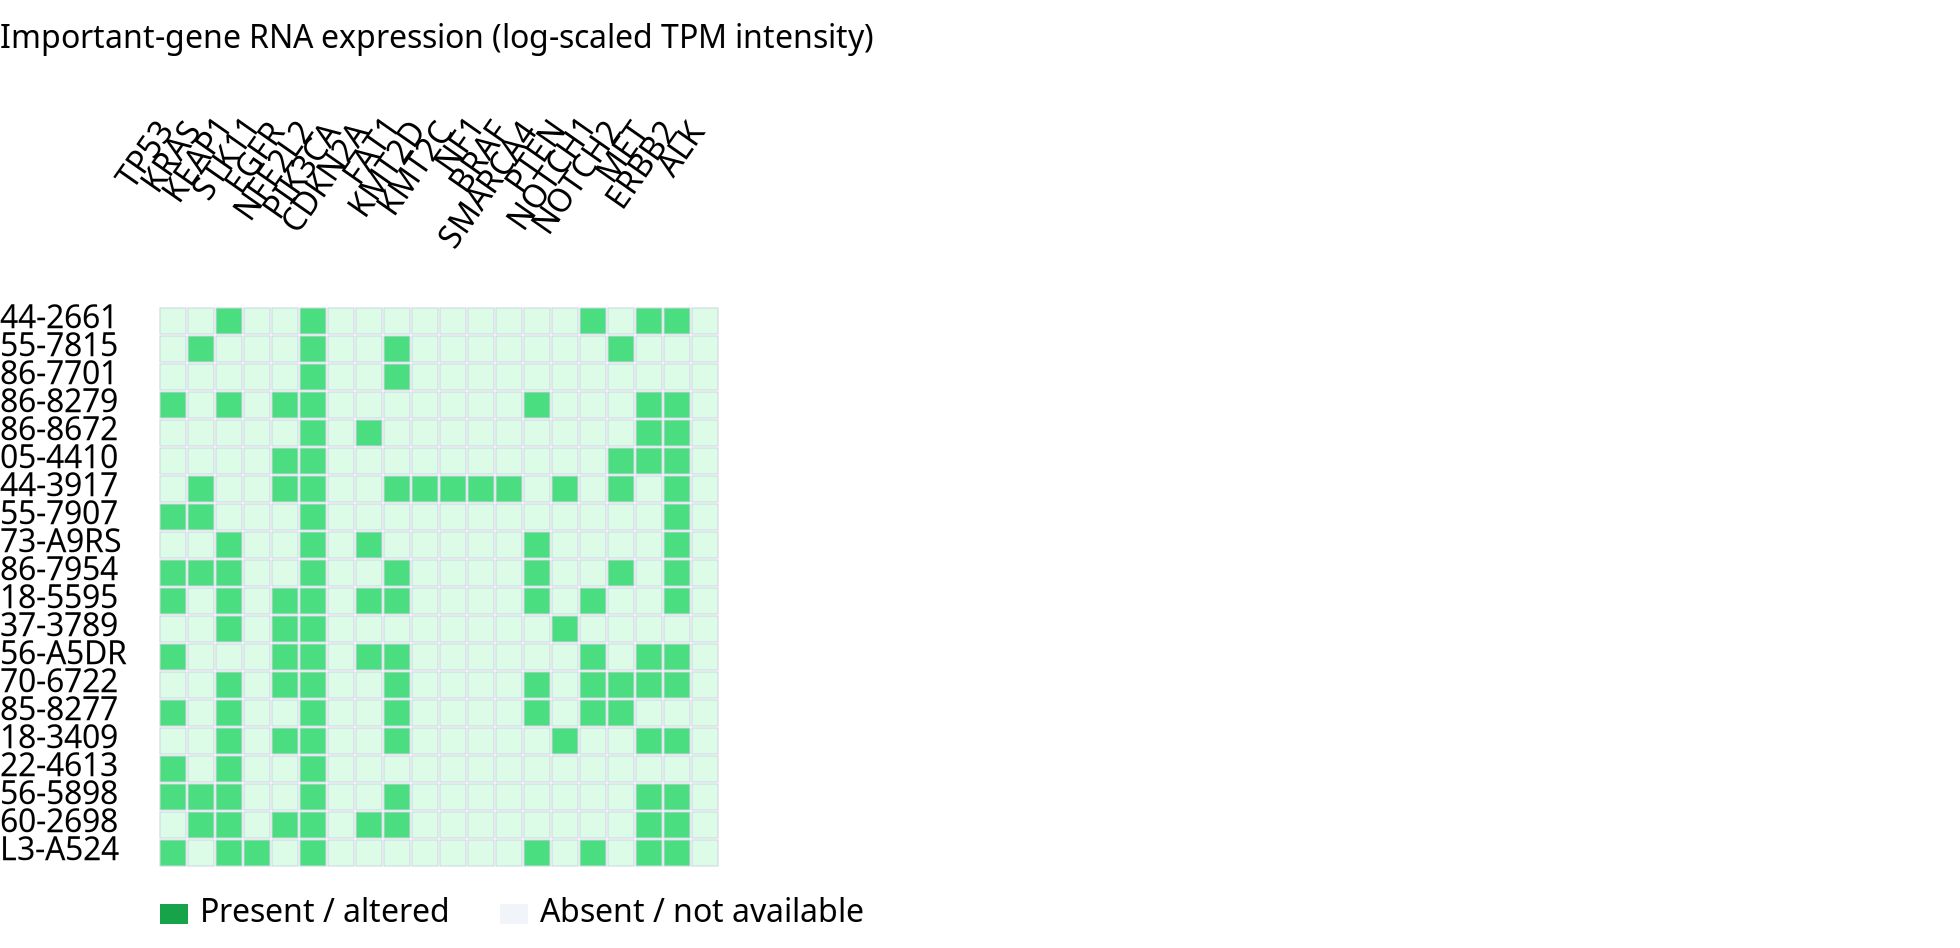 Important-gene RNA expression (log-scaled TPM intensity)
TP53
KRAS
KEAP1
STK11
EGFR
NFE2L2
PIK3CA
CDKN2A
FAT1
KMT2D
KMT2C
NF1
BRAF
SMARCA4
PTEN
NOTCH1
NOTCH2
MET
ERBB2
ALK
44-2661
55-7815
86-7701
86-8279
86-8672
05-4410
44-3917
55-7907
73-A9RS
86-7954
18-5595
37-3789
56-A5DR
70-6722
85-8277
18-3409
22-4613
56-5898
60-2698
L3-A524
Present / altered
Absent / not available